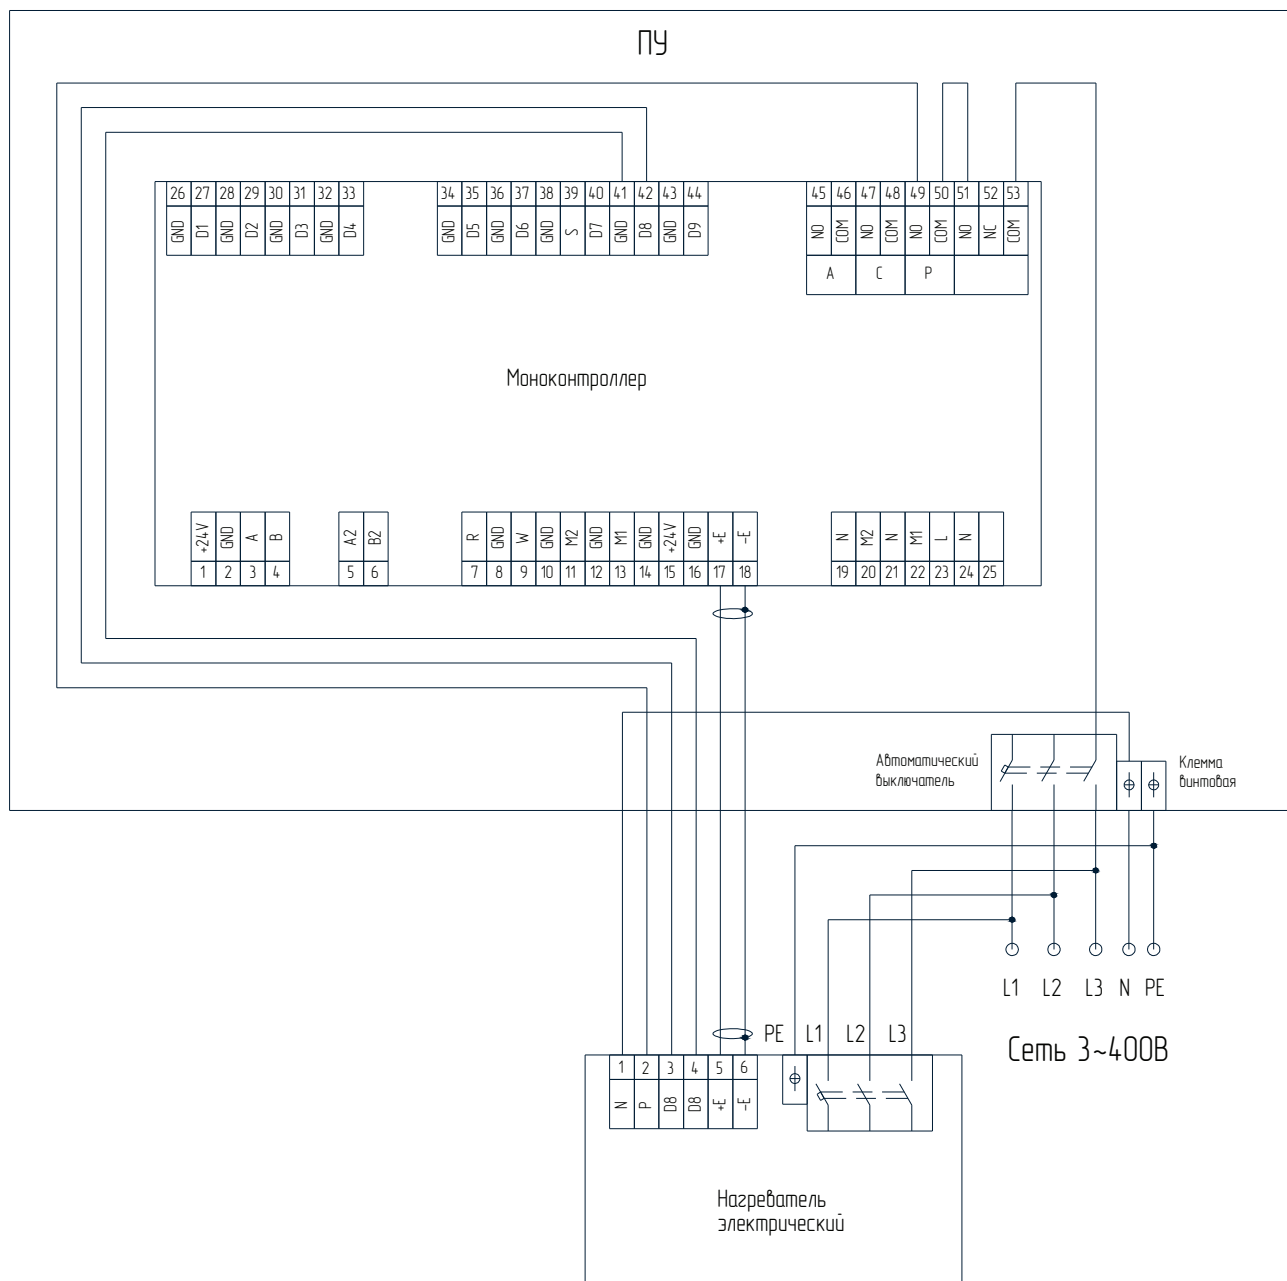 ПУ
26 27 28 29 30 31 32 33
GND D1 GND D2 GND D3 GND D4
34 35 36 37 38 39 40 41 42 43 44
GND D5 GND D6 GND S D7 GND D8 GND D9
45 46 47 48 49 50 51 52 53
NO COM NO COM NO COM NO NC COM
A C P
Моноконтроллер
+24V GND A B
1 2 3 4
A2 B2
5 6
R GND W GND M2 GND M1 GND +24V GND +E -E
7 8 9 10 11 12 13 14 15 16 17 18
N M2 N M1 L N
19 20 21 22 23 24 25
Автоматический
выключатель
Клемма
винтовая
L1 L2 L3 N PE
Сеть 3~400В
PE L1 L2 L3
1 2 3 4 5 6
N P D8 D8 +E -E
Нагреватель
электрический